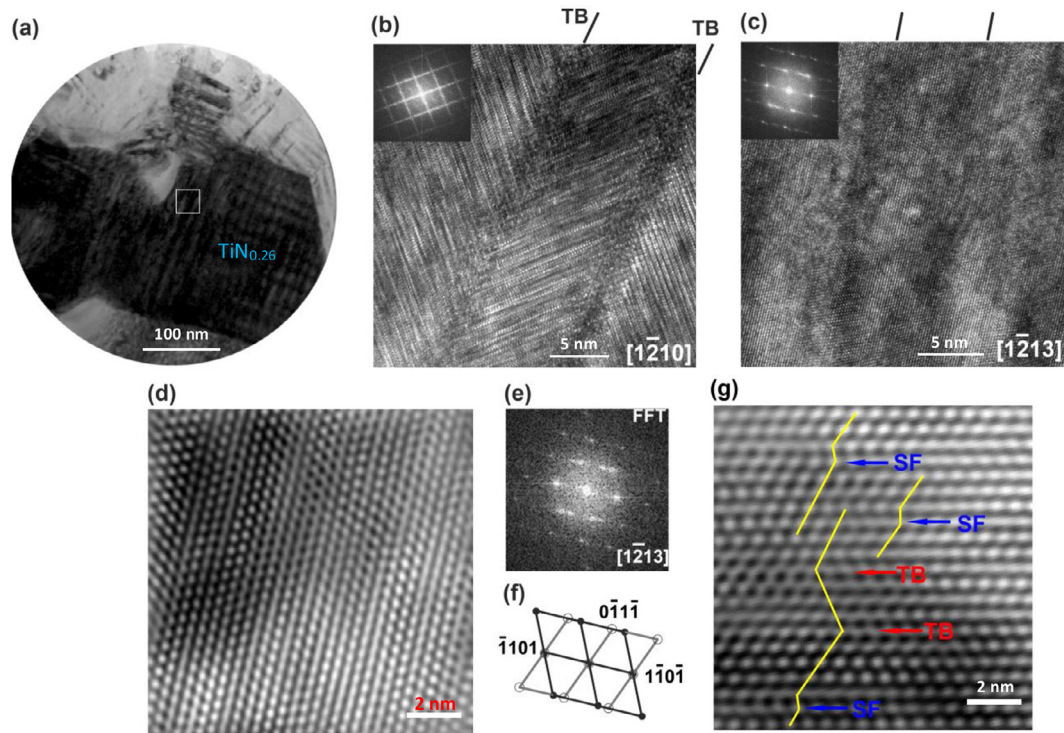 (a)
TiN0.26
100 nm
(b)
TB
TB
5 nm
[12̄10]
(c)
5 nm
[12̄13]
(d)
2 nm
(e)
FFT
[12̄13]
(f)
01̄11̄
1̄101
11̄01̄
(g)
SF
SF
TB
TB
SF
2 nm